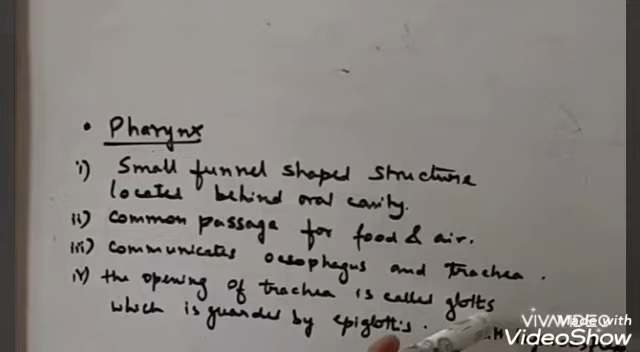 • Pharynx
i) Small funnel shaped structure
located behind oral cavity.
ii) Common passage for food & air.
iii) Communicates oesophagus and trachea.
iv) the opening of trachea is called glottis
which is guarded by epiglottis.
VIVAVIDEO
Made with
VideoShow